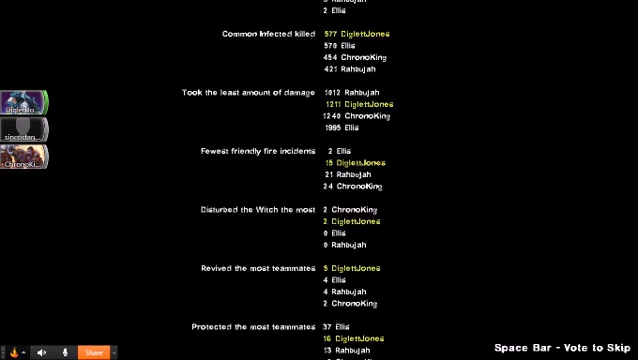 2 Ellis
Common Infected killed 577 DiglettJones
570 Ellis
454 ChronoKing
421 Rahbujah
Took the least amount of damage 1012 Rahbujah
1211 DiglettJones
1240 ChronoKing
1995 Ellis
Fewest friendly fire incidents 2 Ellis
15 DiglettJones
21 Rahbujah
24 ChronoKing
Disturbed the Witch the most 2 ChronoKing
2 DiglettJones
0 Ellis
0 Rahbujah
Revived the most teammates 5 DiglettJones
4 Ellis
4 Rahbujah
2 ChronoKing
Protected the most teammates 37 Ellis
16 DiglettJones
13 Rahbujah
DiglettJo...
sincostan...
ChronoKi...
Share
Space Bar - Vote to Skip